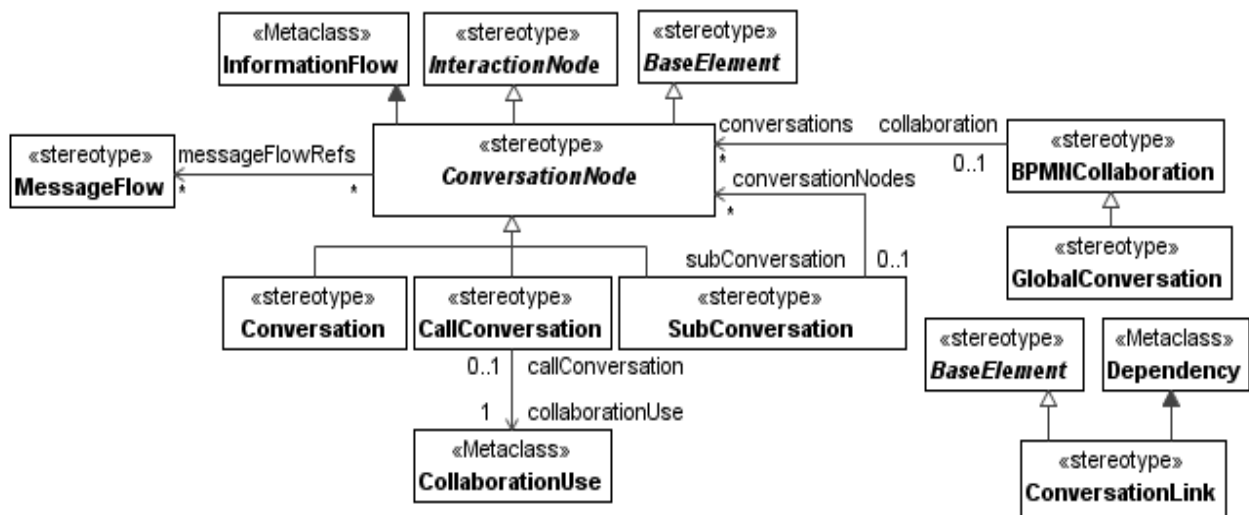 «Metaclass»
InformationFlow
«stereotype»
InteractionNode
«stereotype»
BaseElement
«stereotype»
MessageFlow
messageFlowRefs
*
*
«stereotype»
ConversationNode
conversations
*
collaboration
0..1
«stereotype»
BPMNCollaboration
conversationNodes
*
subConversation
0..1
«stereotype»
GlobalConversation
«stereotype»
Conversation
«stereotype»
CallConversation
«stereotype»
SubConversation
0..1
callConversation
1
collaborationUse
«Metaclass»
CollaborationUse
«stereotype»
BaseElement
«Metaclass»
Dependency
«stereotype»
ConversationLink